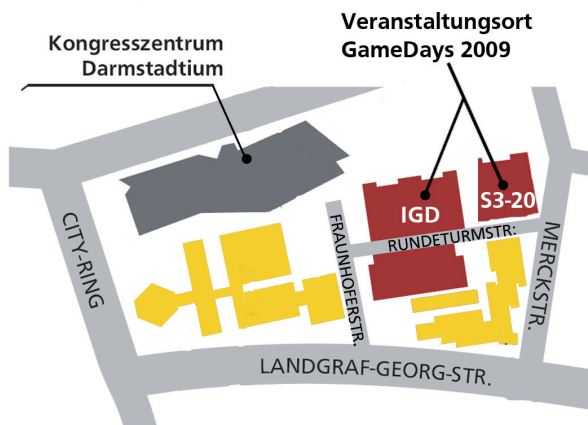 Kongresszentrum
Darmstadtium
Veranstaltungsort
GameDays 2009
IGD
S3-20
RUNDETURMSTR:
CITY-RING
FRAUNHOFERSTR.
MERCKSTR.
LANDGRAF-GEORG-STR.